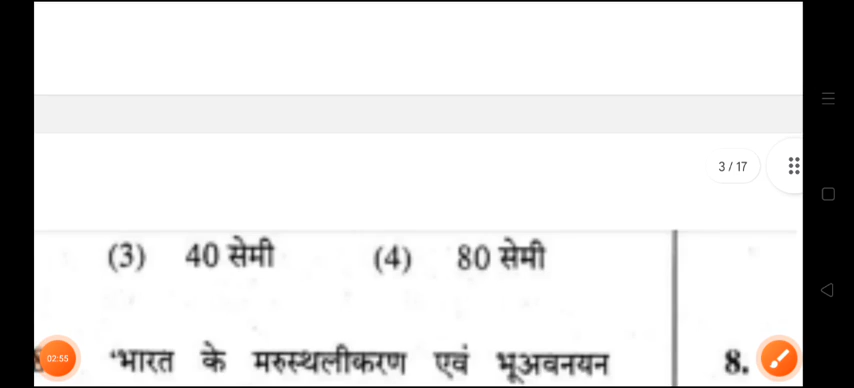 3 / 17
(3) 40 सेमी (4) 80 सेमी
02:55 'भारत के मरुस्थलीकरण एवं भूअवनयन 8.